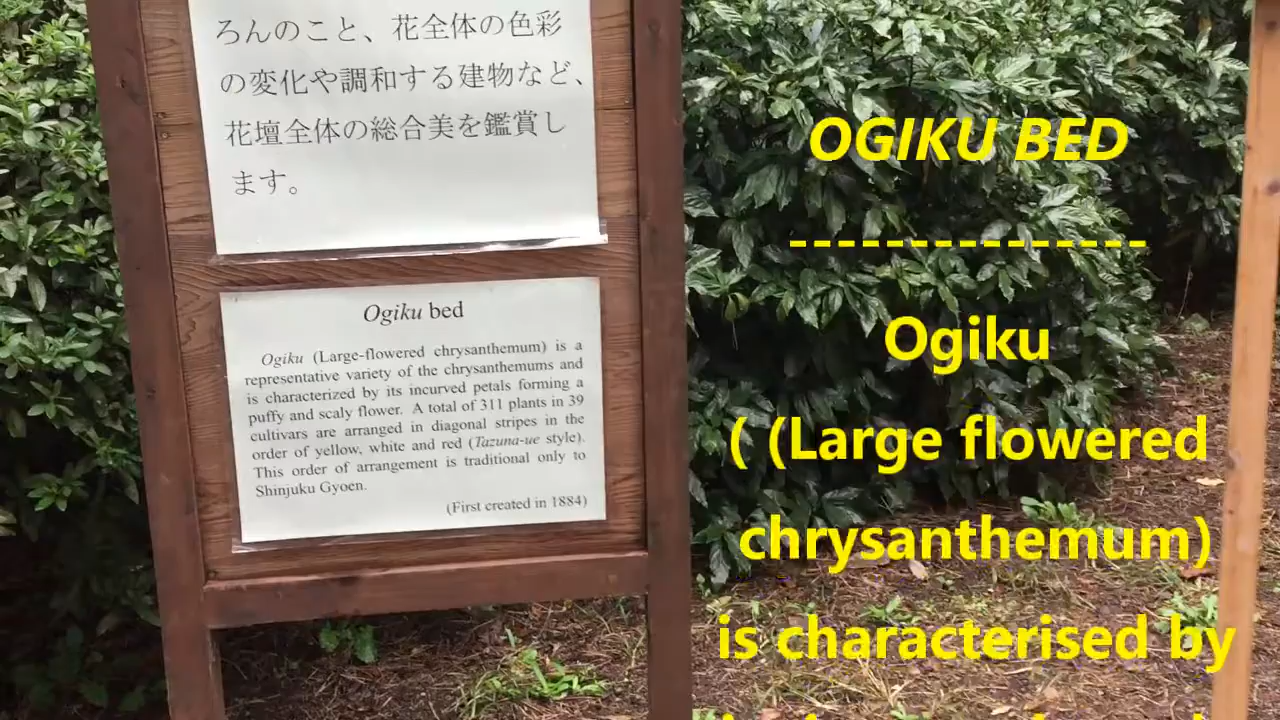 ろんのこと、花全体の色彩
の変化や調和する建物など、
花壇全体の総合美を鑑賞し
ます。
Ogiku bed
Ogiku (Large-flowered chrysanthemum) is a
representative variety of the chrysanthemums and
is characterized by its incurved petals forming a
puffy and scaly flower. A total of 311 plants in 39
cultivars are arranged in diagonal stripes in the
order of yellow, white and red (Tazuna-ue style).
This order of arrangement is traditional only to
Shinjuku Gyoen.
(First created in 1884)
OGIKU BED
---------------
Ogiku
( (Large flowered
chrysanthemum)
is characterised by